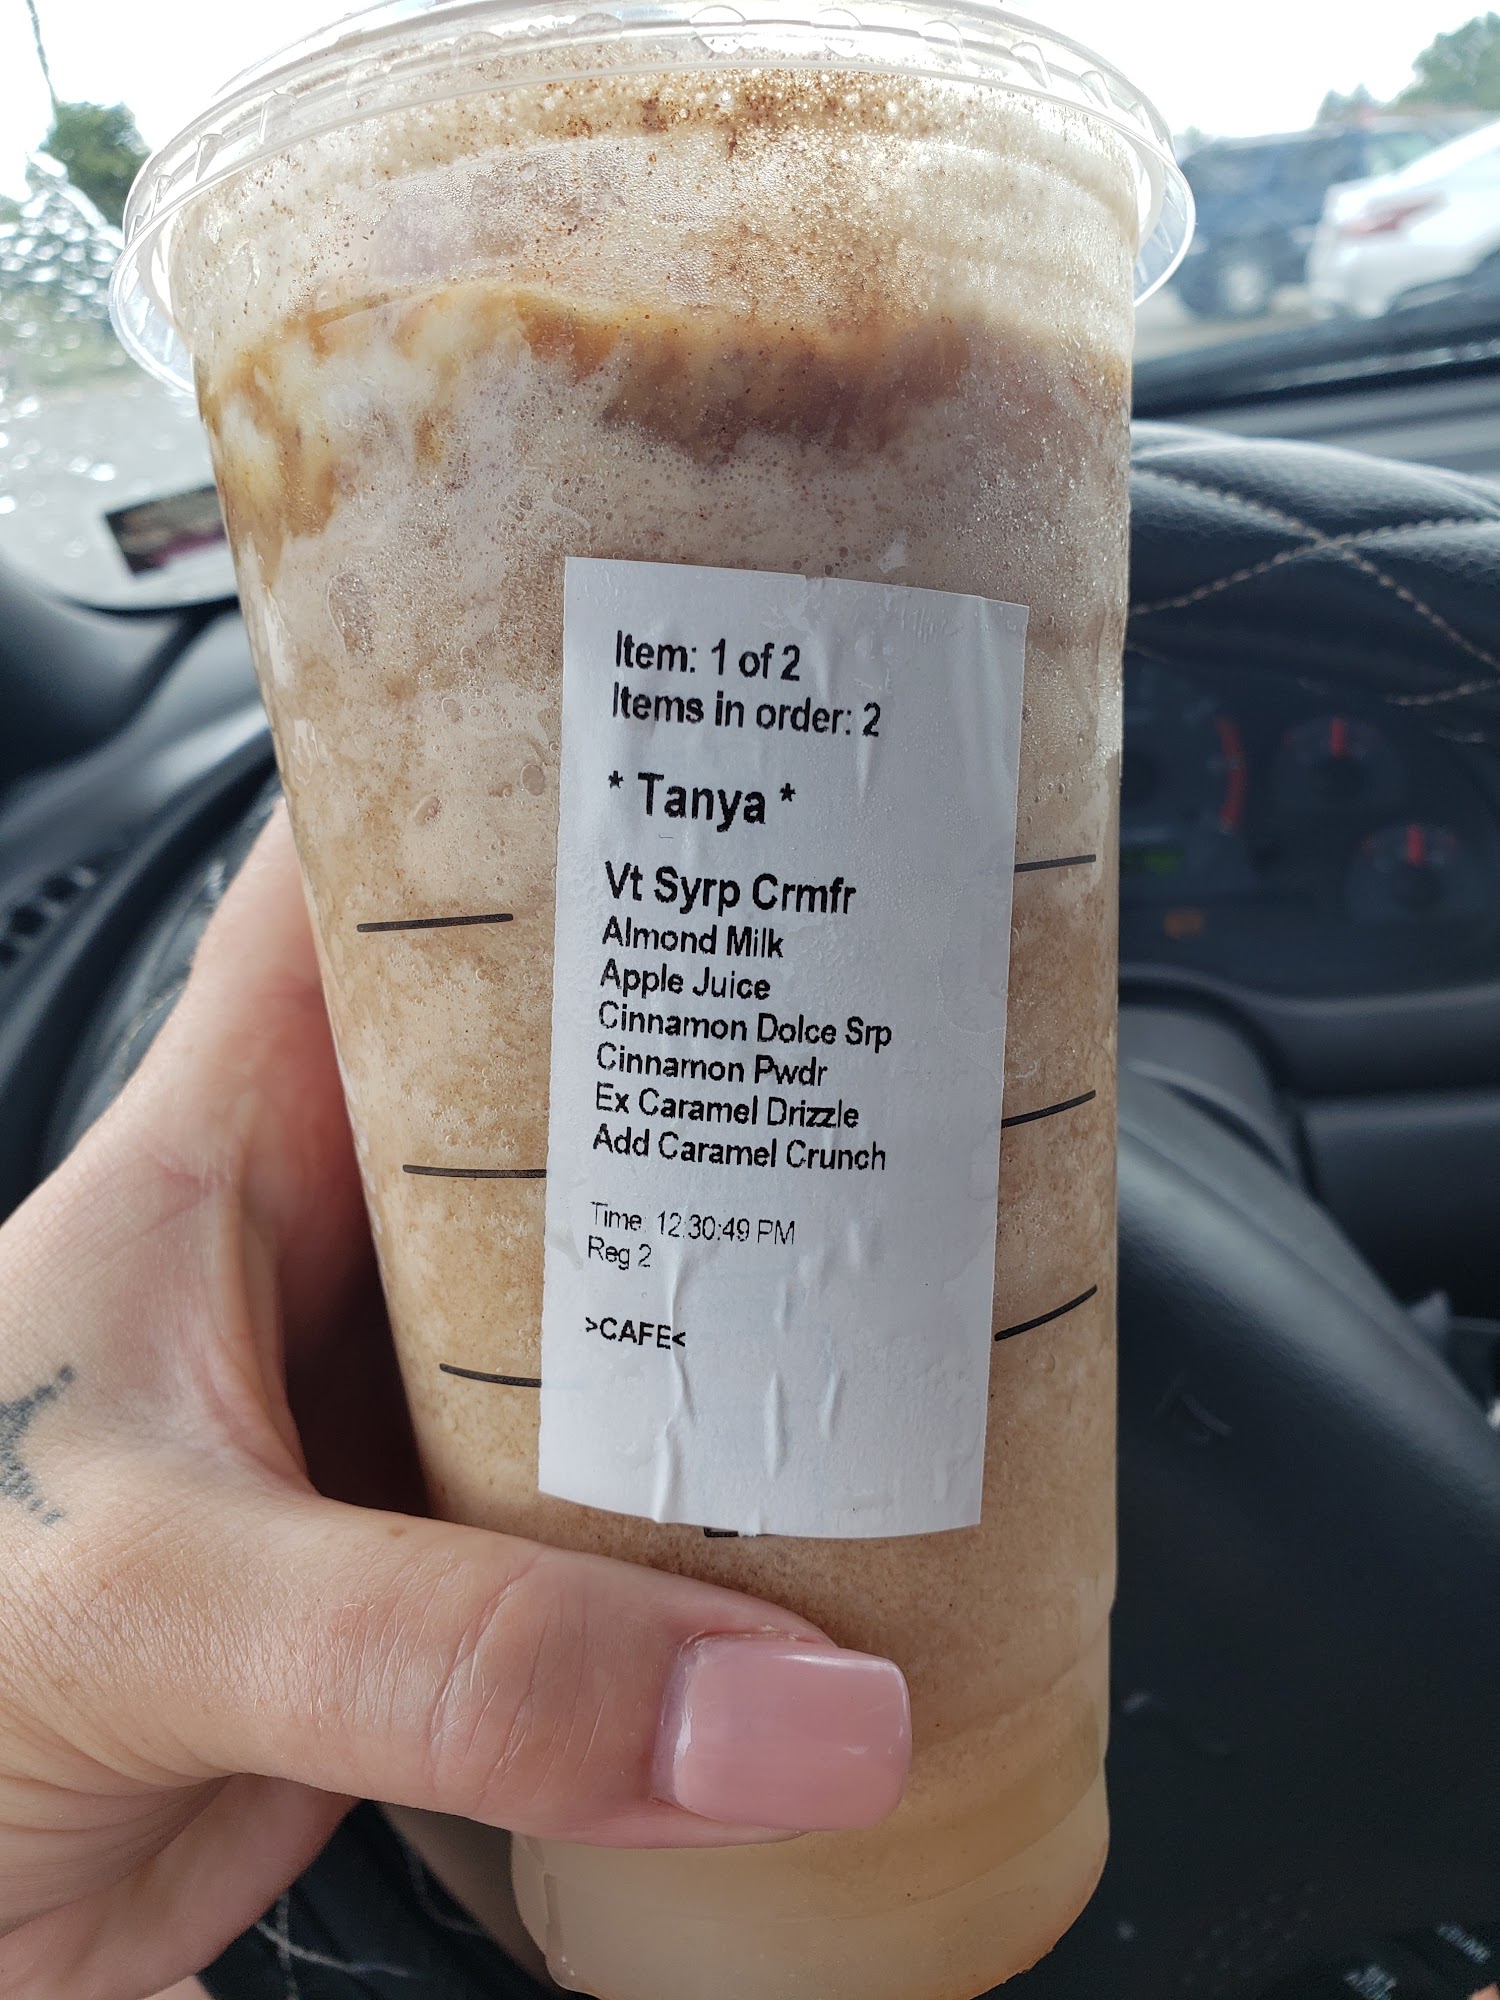 Item: 1 of 2
Items in order: 2
* Tanya *
Vt Syrp Crmfr
Almond Milk
Apple Juice
Cinnamon Dolce Srp
Cinnamon Pwdr
Ex Caramel Drizzle
Add Caramel Crunch
Time: 12:30:49 PM
Reg 2
>CAFE<